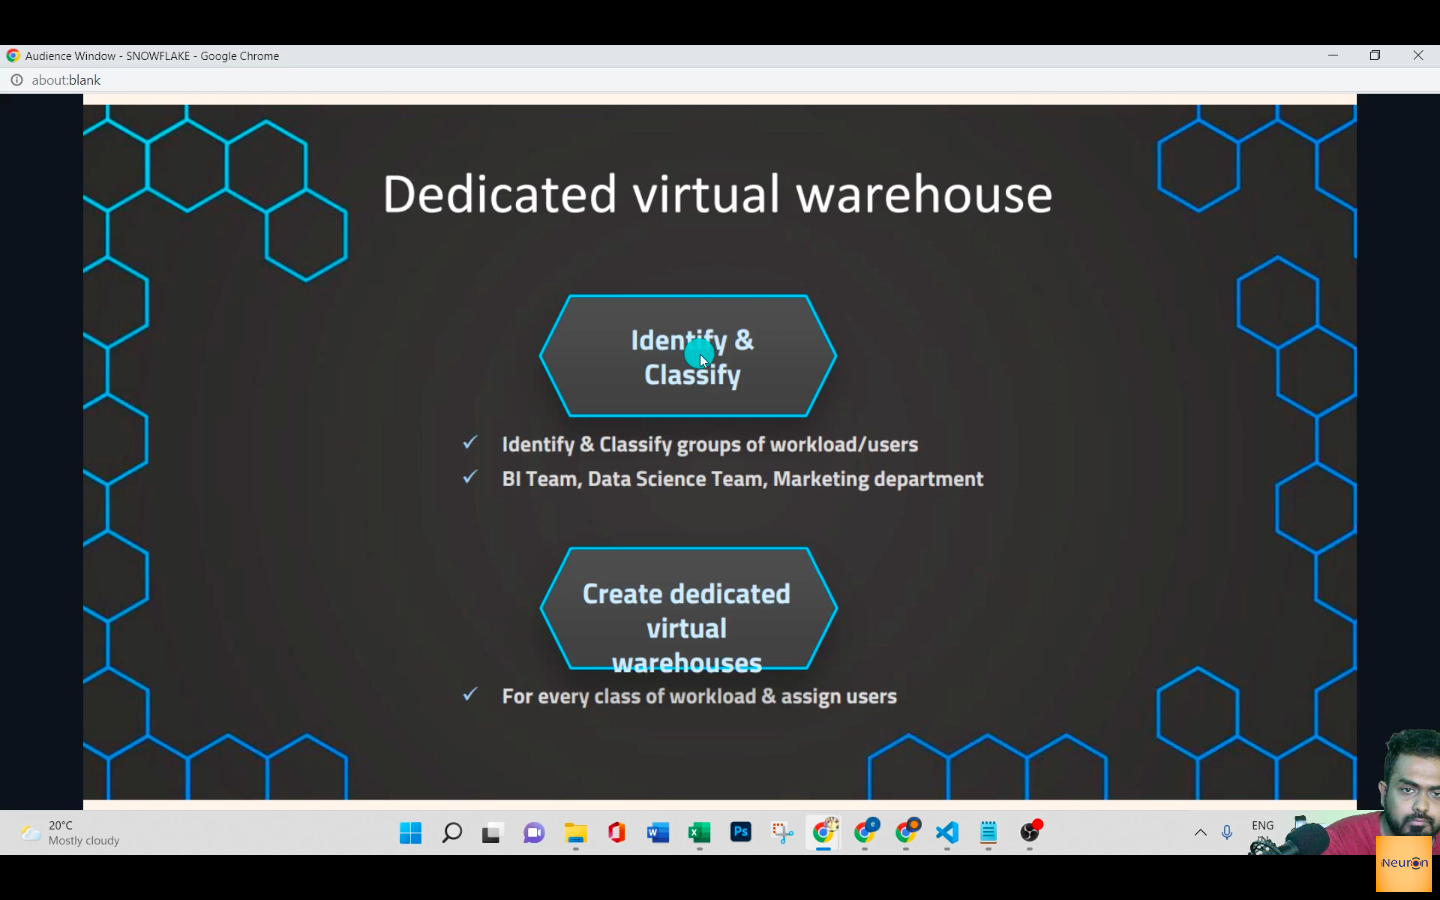 Audience Window - SNOWFLAKE - Google Chrome
about:blank
Dedicated virtual warehouse
Identify &
Classify
✓ Identify & Classify groups of workload/users
✓ BI Team, Data Science Team, Marketing department
Create dedicated
virtual
warehouses
✓ For every class of workload & assign users
20°C
Mostly cloudy
Ps
ENG
iNeuron